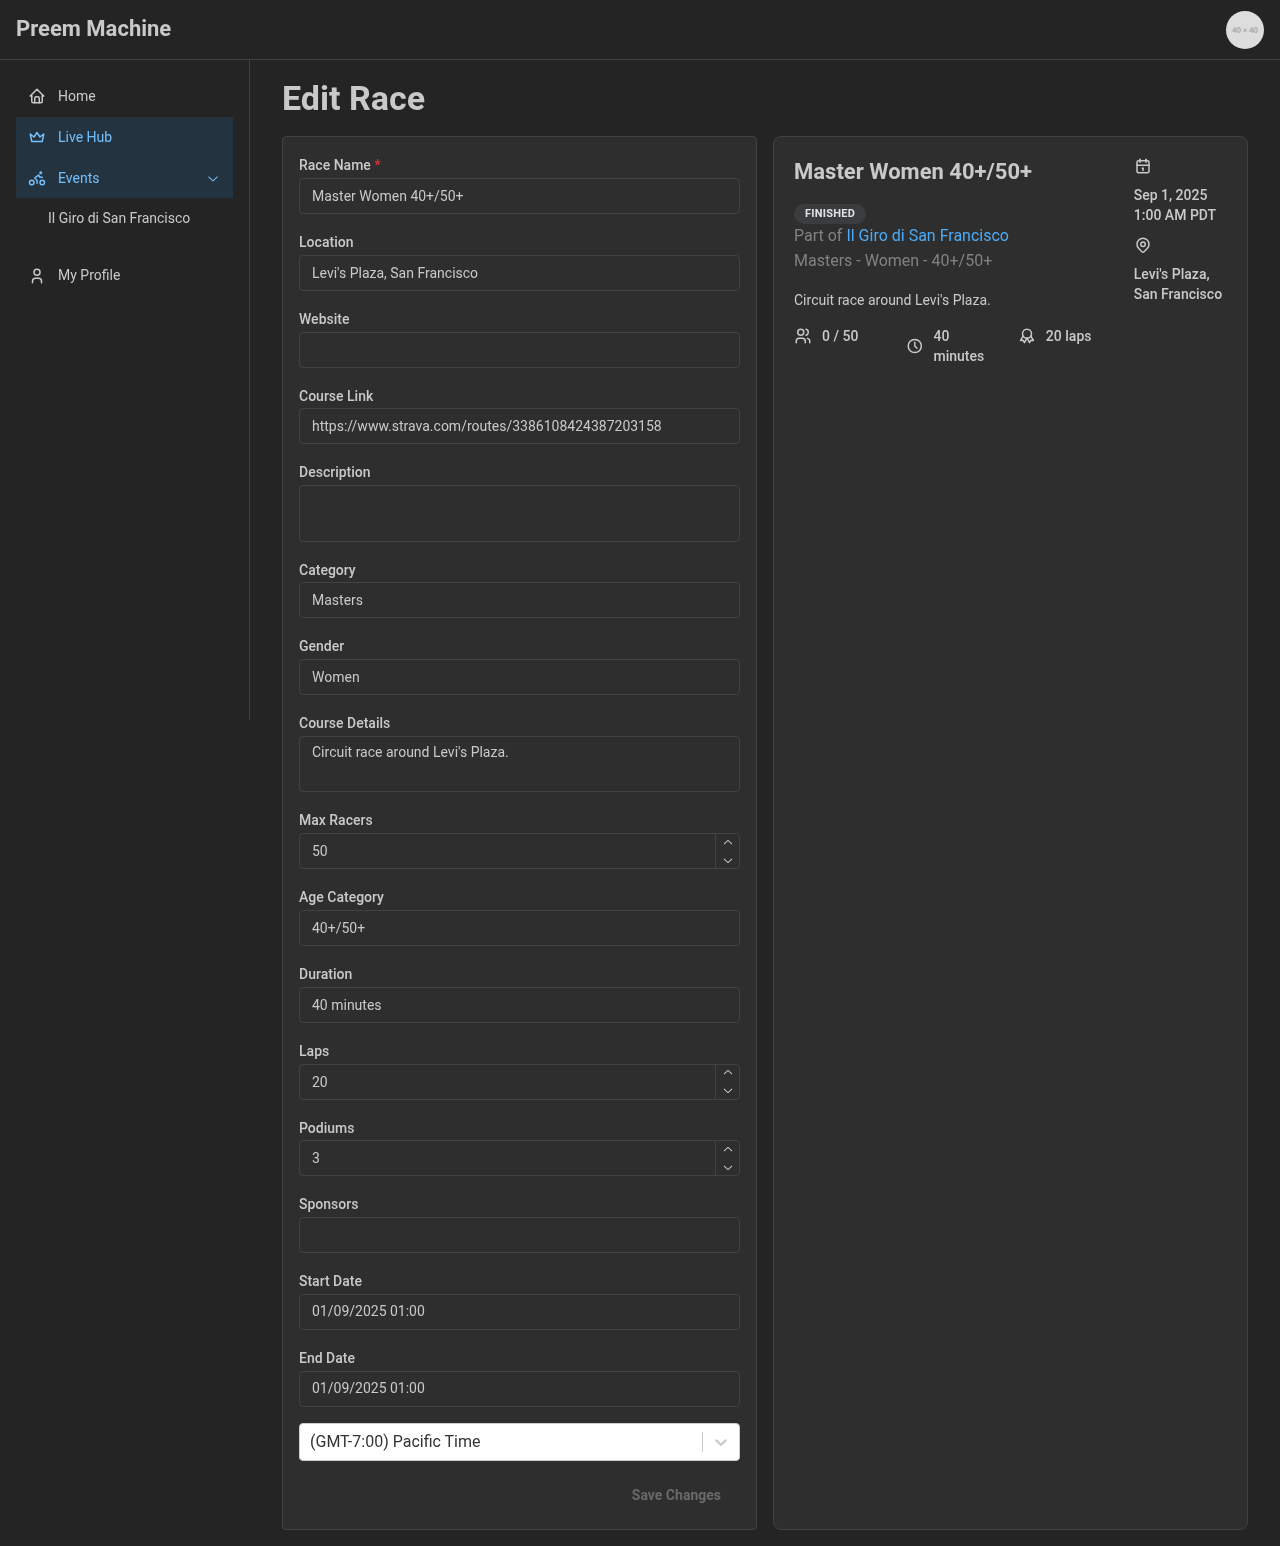 Preem Machine
40 × 40
Home
Live Hub
Events
Il Giro di San Francisco
My Profile
Edit Race
Race Name *
Master Women 40+/50+
Location
Levi's Plaza, San Francisco
Website
Course Link
https://www.strava.com/routes/3386108424387203158
Description
Category
Masters
Gender
Women
Course Details
Circuit race around Levi's Plaza.
Max Racers
50
Age Category
40+/50+
Duration
40 minutes
Laps
20
Podiums
3
Sponsors
Start Date
01/09/2025 01:00
End Date
01/09/2025 01:00
(GMT-7:00) Pacific Time
Save Changes
Master Women 40+/50+
FINISHED
Part of Il Giro di San Francisco
Masters - Women - 40+/50+
Circuit race around Levi's Plaza.
0 / 50
40
minutes
20 laps
Sep 1, 2025
1:00 AM PDT
Levi's Plaza,
San Francisco